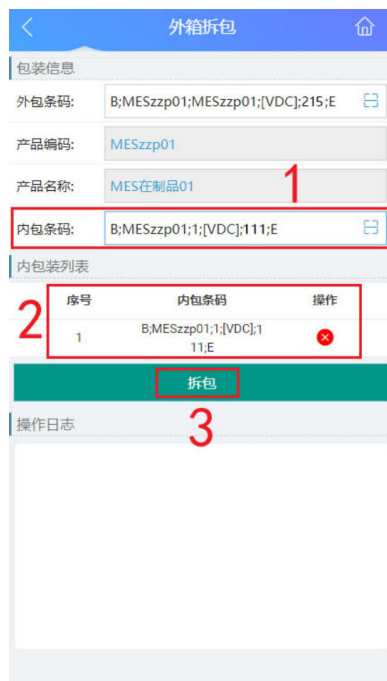 外箱拆包
包装信息
外包条码: B;MESzzp01;MESzzp01;[VDC];215;E
产品编码: MESzzp01
产品名称: MES在制品01
1
内包条码: B;MESzzp01;1;[VDC];111;E
内包装列表
2
序号 内包条码 操作
1 B;MESzzp01;1;[VDC];1
11;E
拆包
3
操作日志